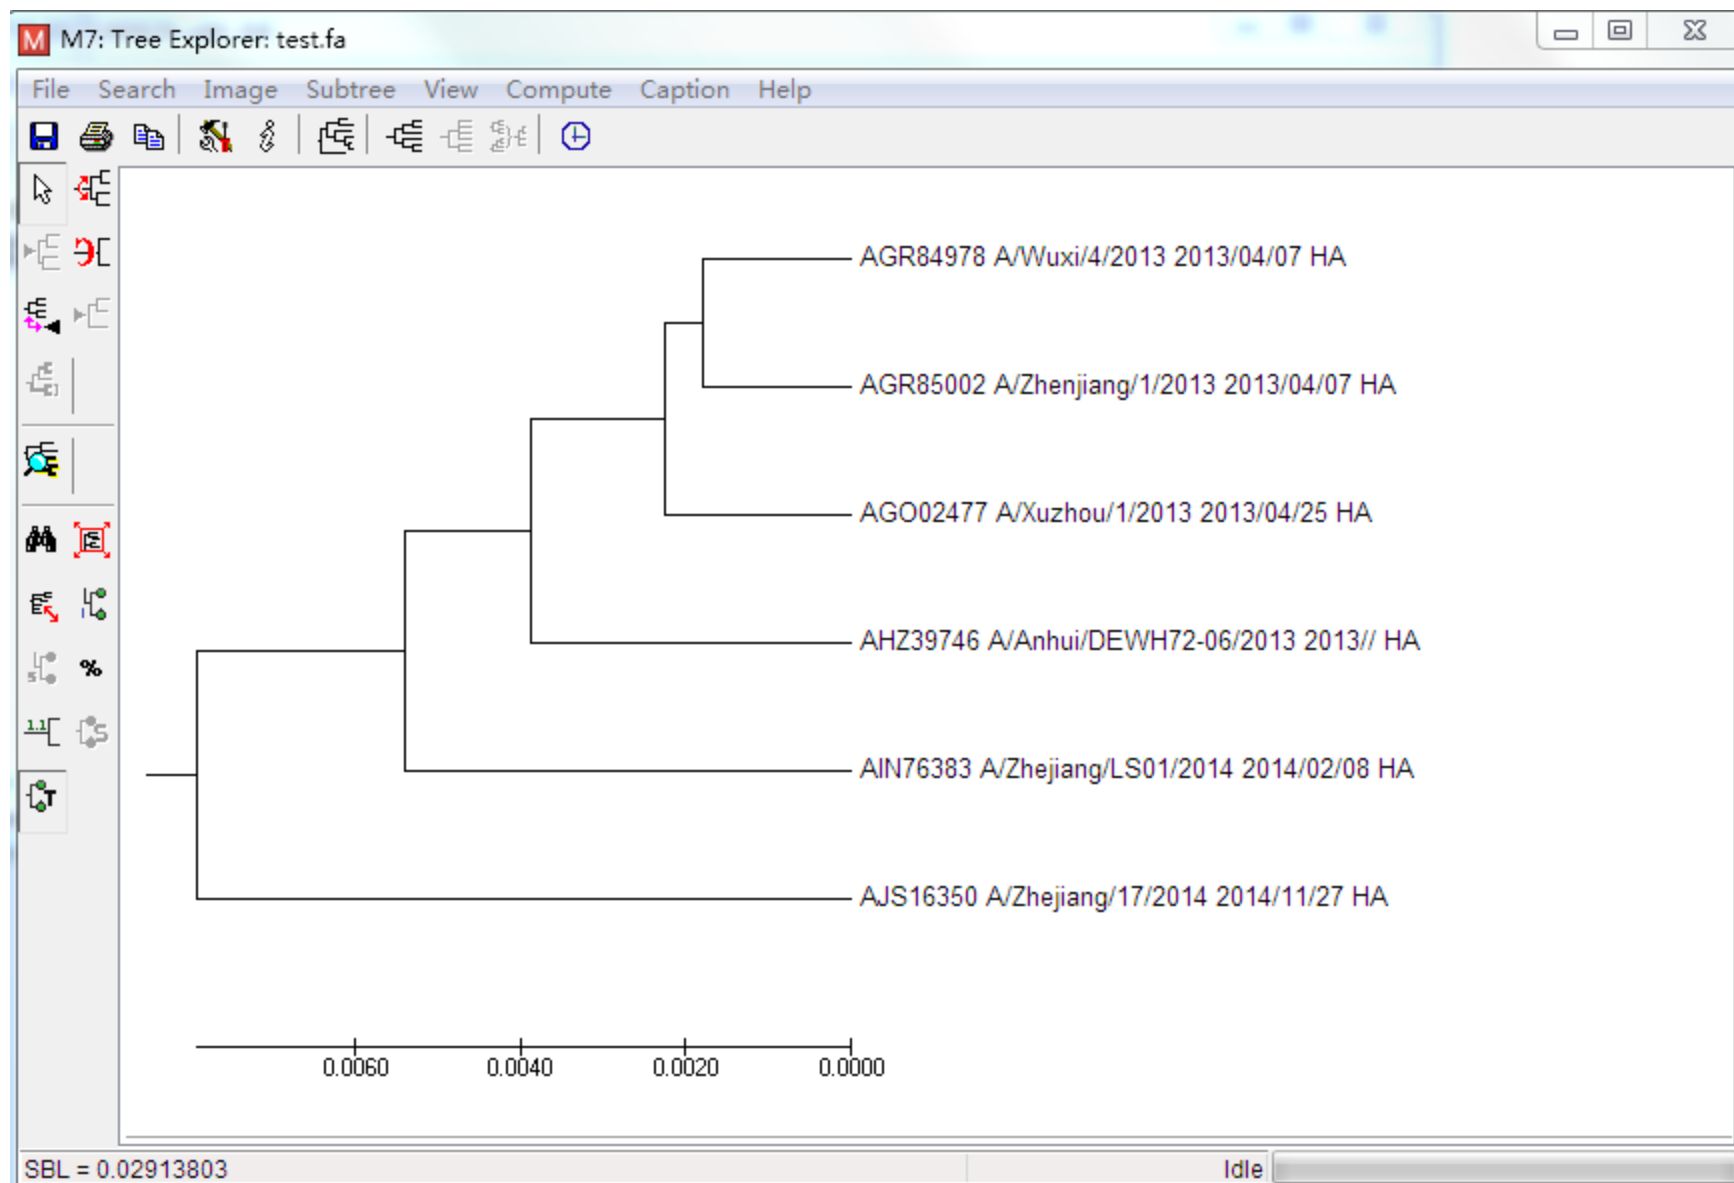 M7: Tree Explorer: test.fa
File Search Image Subtree View Compute Caption Help
AGR84978 A/Wuxi/4/2013 2013/04/07 HA
AGR85002 A/Zhenjiang/1/2013 2013/04/07 HA
AGO02477 A/Xuzhou/1/2013 2013/04/25 HA
AHZ39746 A/Anhui/DEWH72-06/2013 2013// HA
AIN76383 A/Zhejiang/LS01/2014 2014/02/08 HA
AJS16350 A/Zhejiang/17/2014 2014/11/27 HA
0.0060 0.0040 0.0020 0.0000
SBL = 0.02913803 Idle